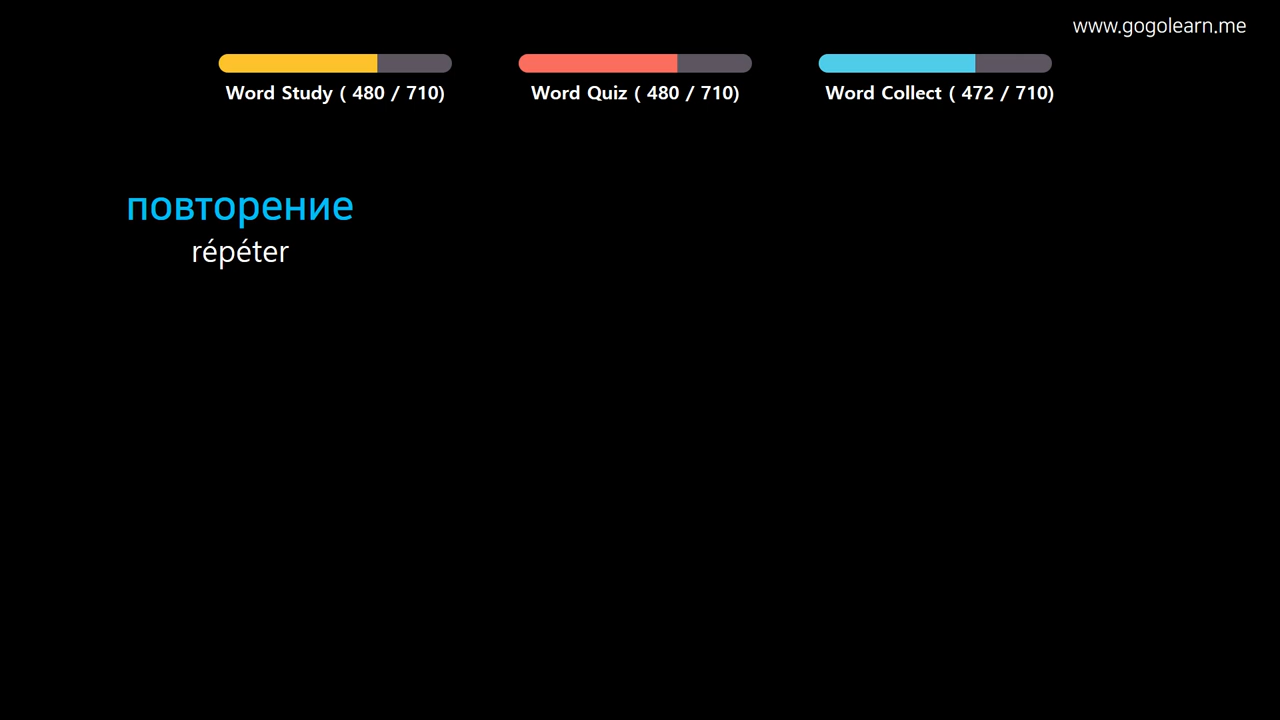 www.gogolearn.me
Word Study ( 480 / 710)
Word Quiz ( 480 / 710)
Word Collect ( 472 / 710)
повторение
répéter